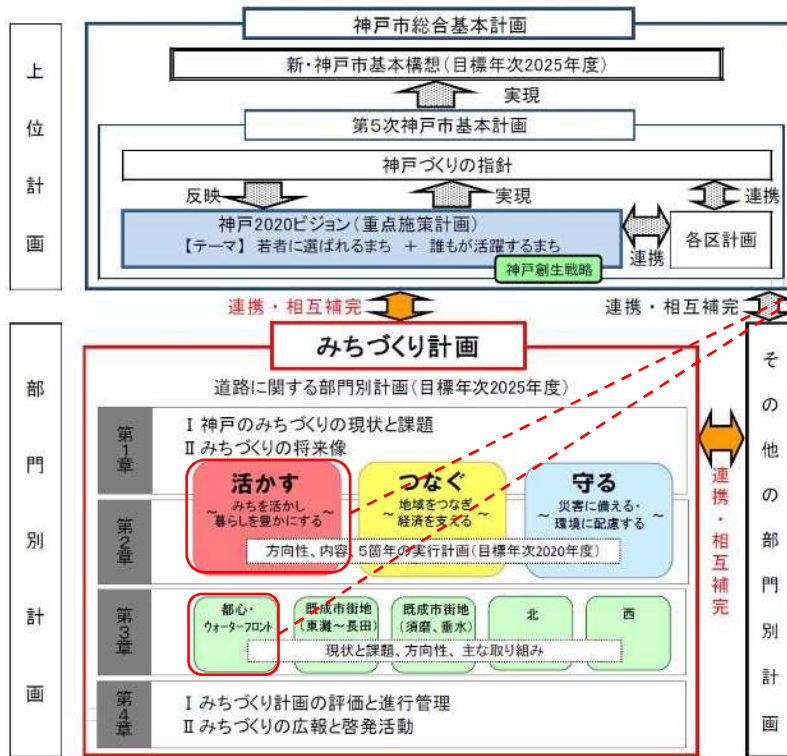 神戸市総合基本計画
上位計画
新・神戸市基本構想(目標年次2025年度)
実現
第5次神戸市基本計画
神戸づくりの指針
反映
実現
連携
神戸2020ビジョン(重点施策計画)
【テーマ】 若者に選ばれるまち + 誰もが活躍するまち
神戸創生戦略
連携
各区計画
連携・相互補完
連携・相互補完
部門別計画
みちづくり計画
道路に関する部門別計画(目標年次2025年度)
第1章
Ⅰ 神戸のみちづくりの現状と課題
Ⅱ みちづくりの将来像
活かす
~ みちを活かし ~
暮らしを豊かにする
つなぐ
~ 地域をつなぎ ~
経済を支える
守る
~ 災害に備える・ ~
環境に配慮する
第2章
方向性、内容、5箇年の実行計画(目標年次2020年度)
第3章
都心・
ウォーターフロント
既成市街地
(東灘~長田)
既成市街地
(須磨、垂水)
北
西
現状と課題、方向性、主な取り組み
第4章
Ⅰ みちづくり計画の評価と進行管理
Ⅱ みちづくりの広報と啓発活動
連携・相互補完
その他の部門別計画